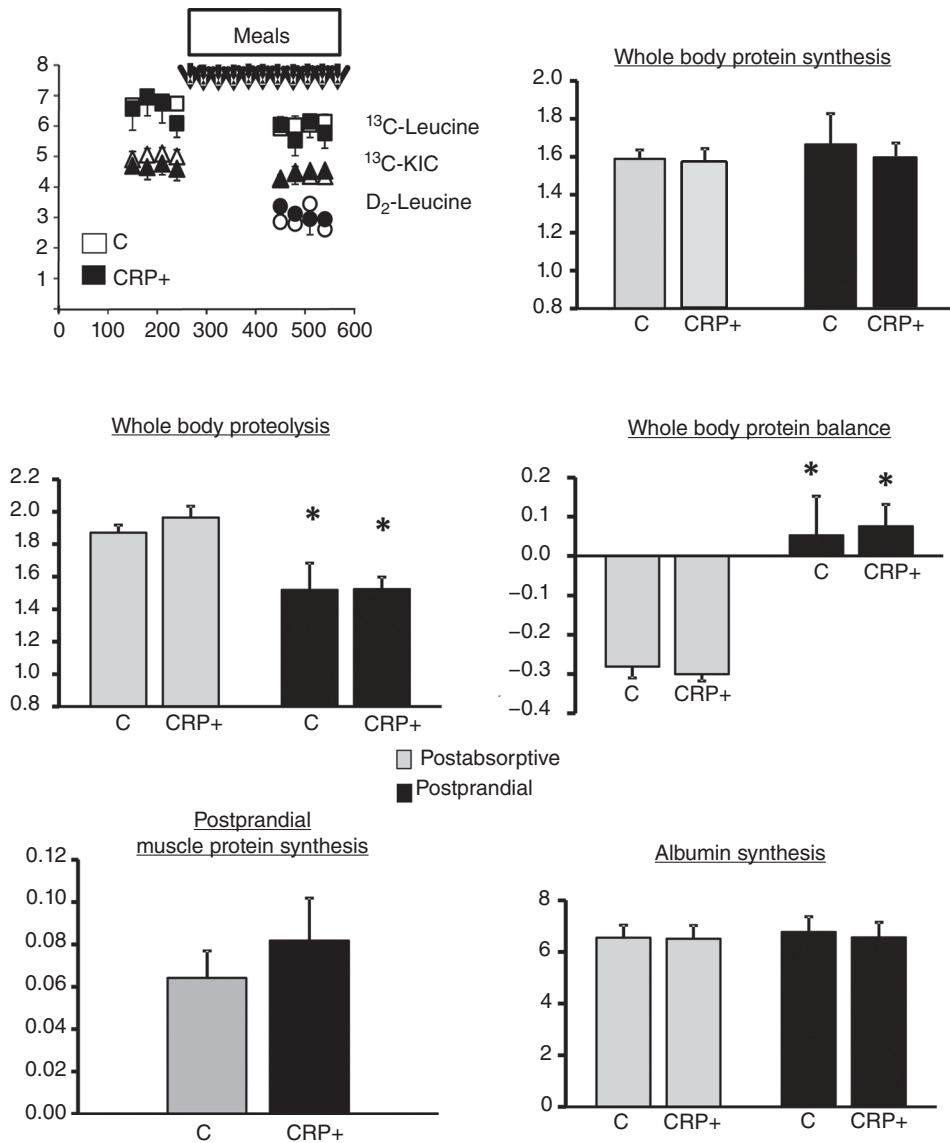 Meals
8
7
6
5
4
3
2
1
0 100 200 300 400 500 600
¹³C-Leucine
¹³C-KIC
D₂-Leucine
C
CRP+
Whole body protein synthesis
2.0
1.8
1.6
1.4
1.2
1.0
0.8
C CRP+ C CRP+
Whole body proteolysis
2.2
2.0
1.8
1.6
1.4
1.2
1.0
0.8
* *
C CRP+ C CRP+
Whole body protein balance
0.2
0.1
0.0
–0.1
–0.2
–0.3
–0.4
* *
C CRP+
C CRP+
Postabsorptive
Postprandial
Postprandial
muscle protein synthesis
0.12
0.10
0.08
0.06
0.04
0.02
0.00
C CRP+
Albumin synthesis
8
6
4
2
0
C CRP+ C CRP+